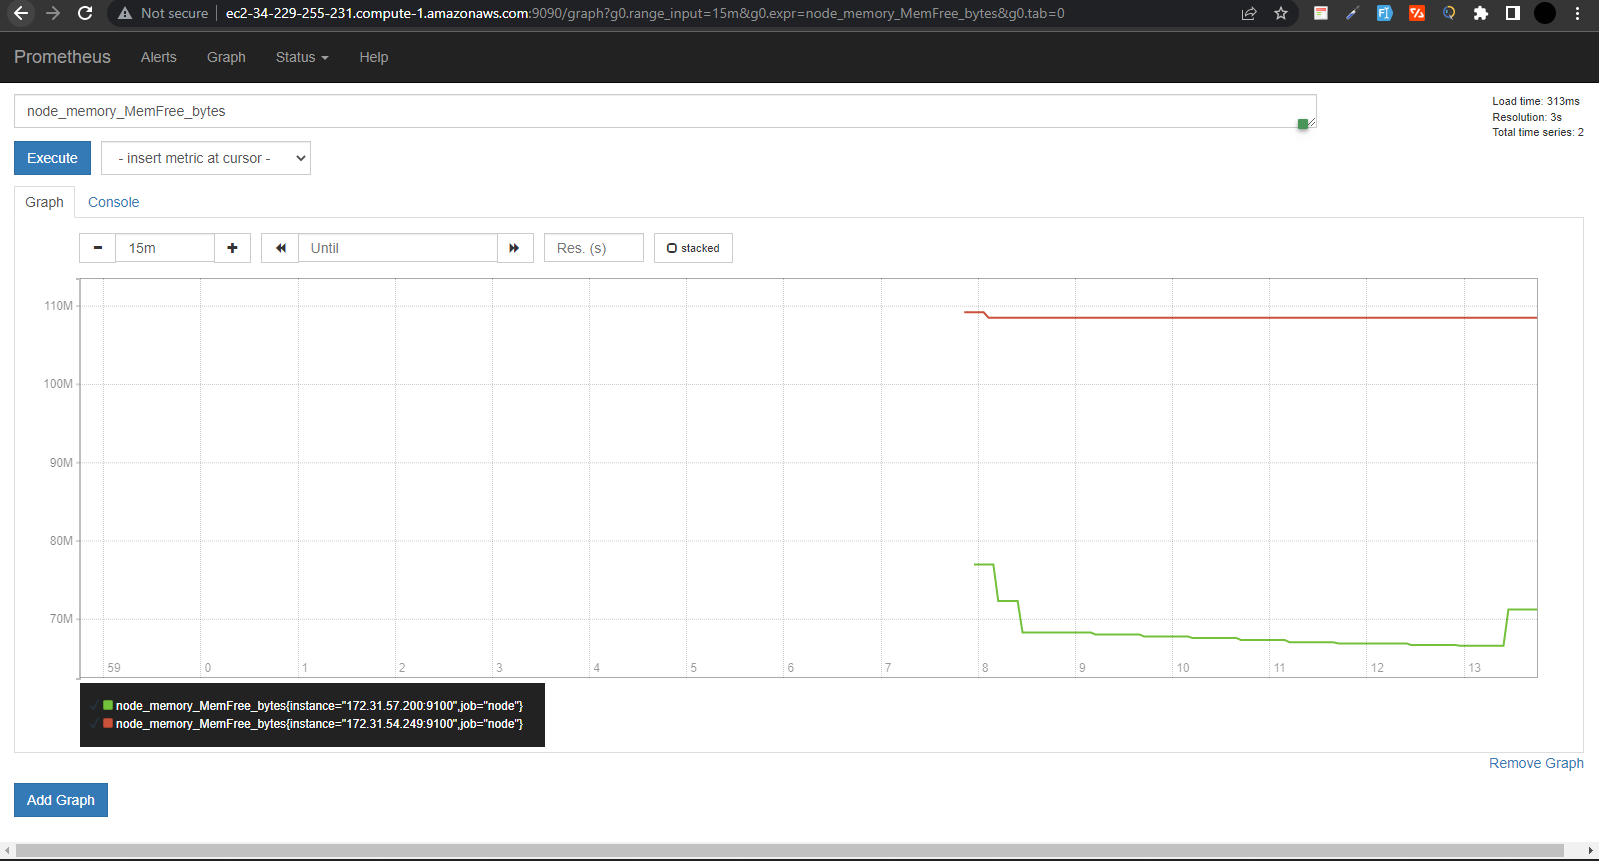 Not secure ec2-34-229-255-231.compute-1.amazonaws.com:9090/graph?g0.range_input=15m&g0.expr=node_memory_MemFree_bytes&g0.tab=0
Prometheus Alerts Graph Status Help
node_memory_MemFree_bytes
Load time: 313ms
Resolution: 3s
Total time series: 2
Execute - insert metric at cursor -
Graph Console
- 15m + Until Res. (s) stacked
110M
100M
90M
80M
70M
59 0 1 2 3 4 5 6 7 8 9 10 11 12 13
node_memory_MemFree_bytes{instance="172.31.57.200:9100",job="node"}
node_memory_MemFree_bytes{instance="172.31.54.249:9100",job="node"}
Remove Graph
Add Graph